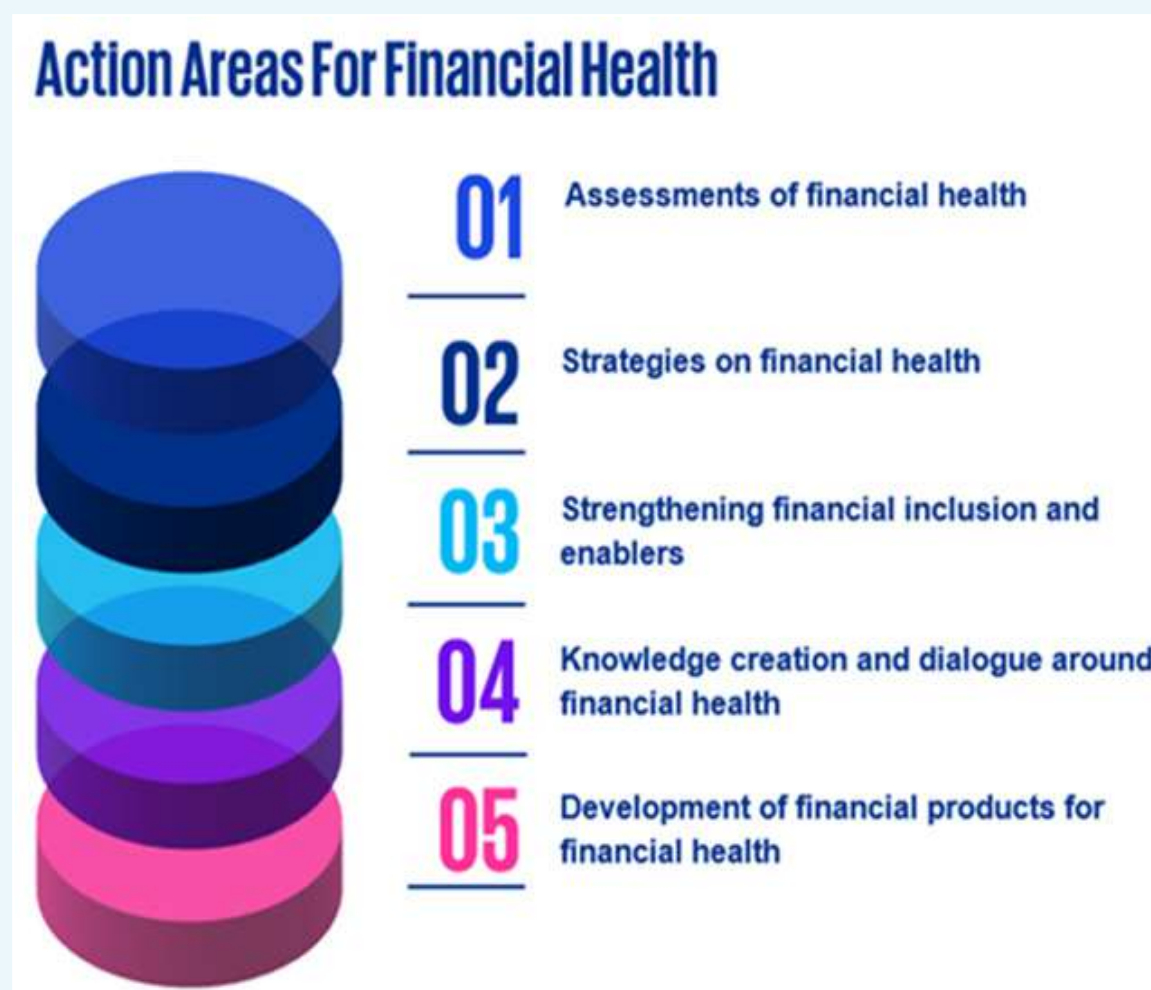 Action Areas For Financial Health
01
Assessments of financial health
02
Strategies on financial health
03
Strengthening financial inclusion and
enablers
04
Knowledge creation and dialogue around
financial health
05
Development of financial products for
financial health